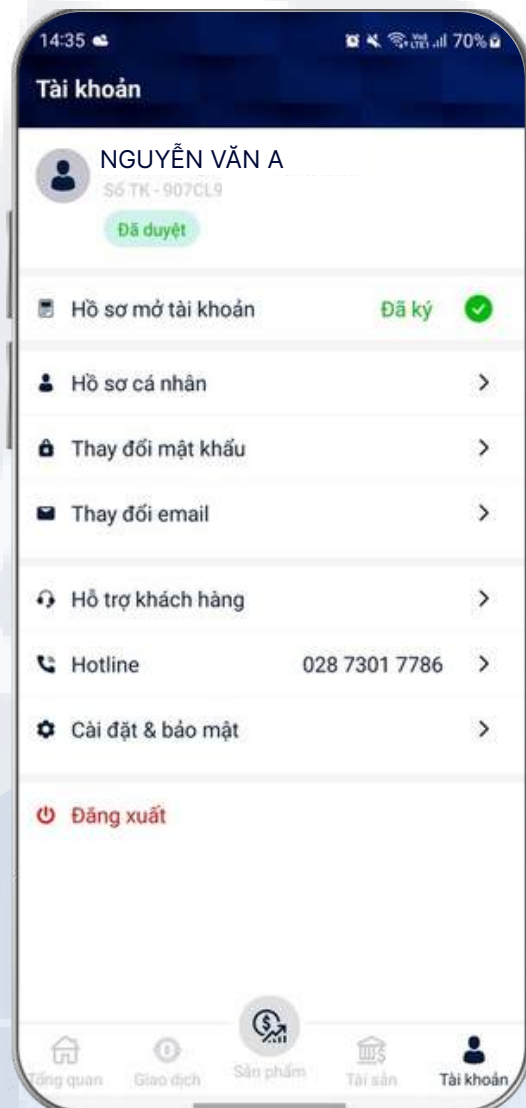 14:35
70%
Tài khoản
NGUYỄN VĂN A
Số TK - 907CL9
Đã duyệt
Hồ sơ mở tài khoản Đã ký
Hồ sơ cá nhân
Thay đổi mật khẩu
Thay đổi email
Hỗ trợ khách hàng
Hotline 028 7301 7786
Cài đặt & bảo mật
Đăng xuất
Tổng quan Giao dịch Sản phẩm Tài sản Tài khoản